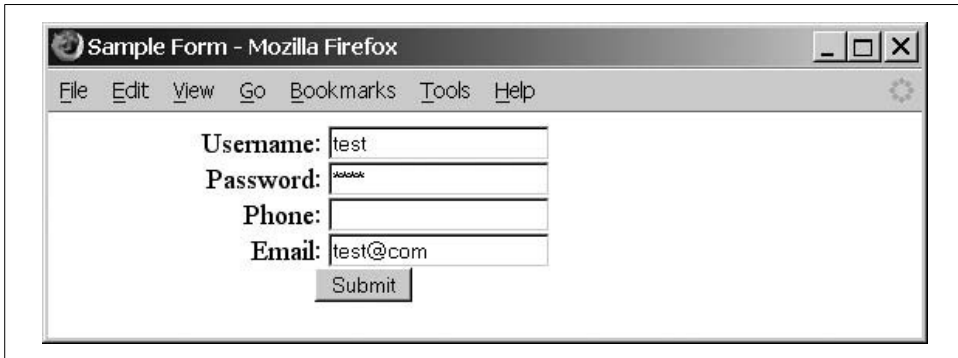 Sample Form - Mozilla Firefox
File Edit View Go Bookmarks Tools Help
Username: test
Password: ****
Phone:
Email: test@com
Submit